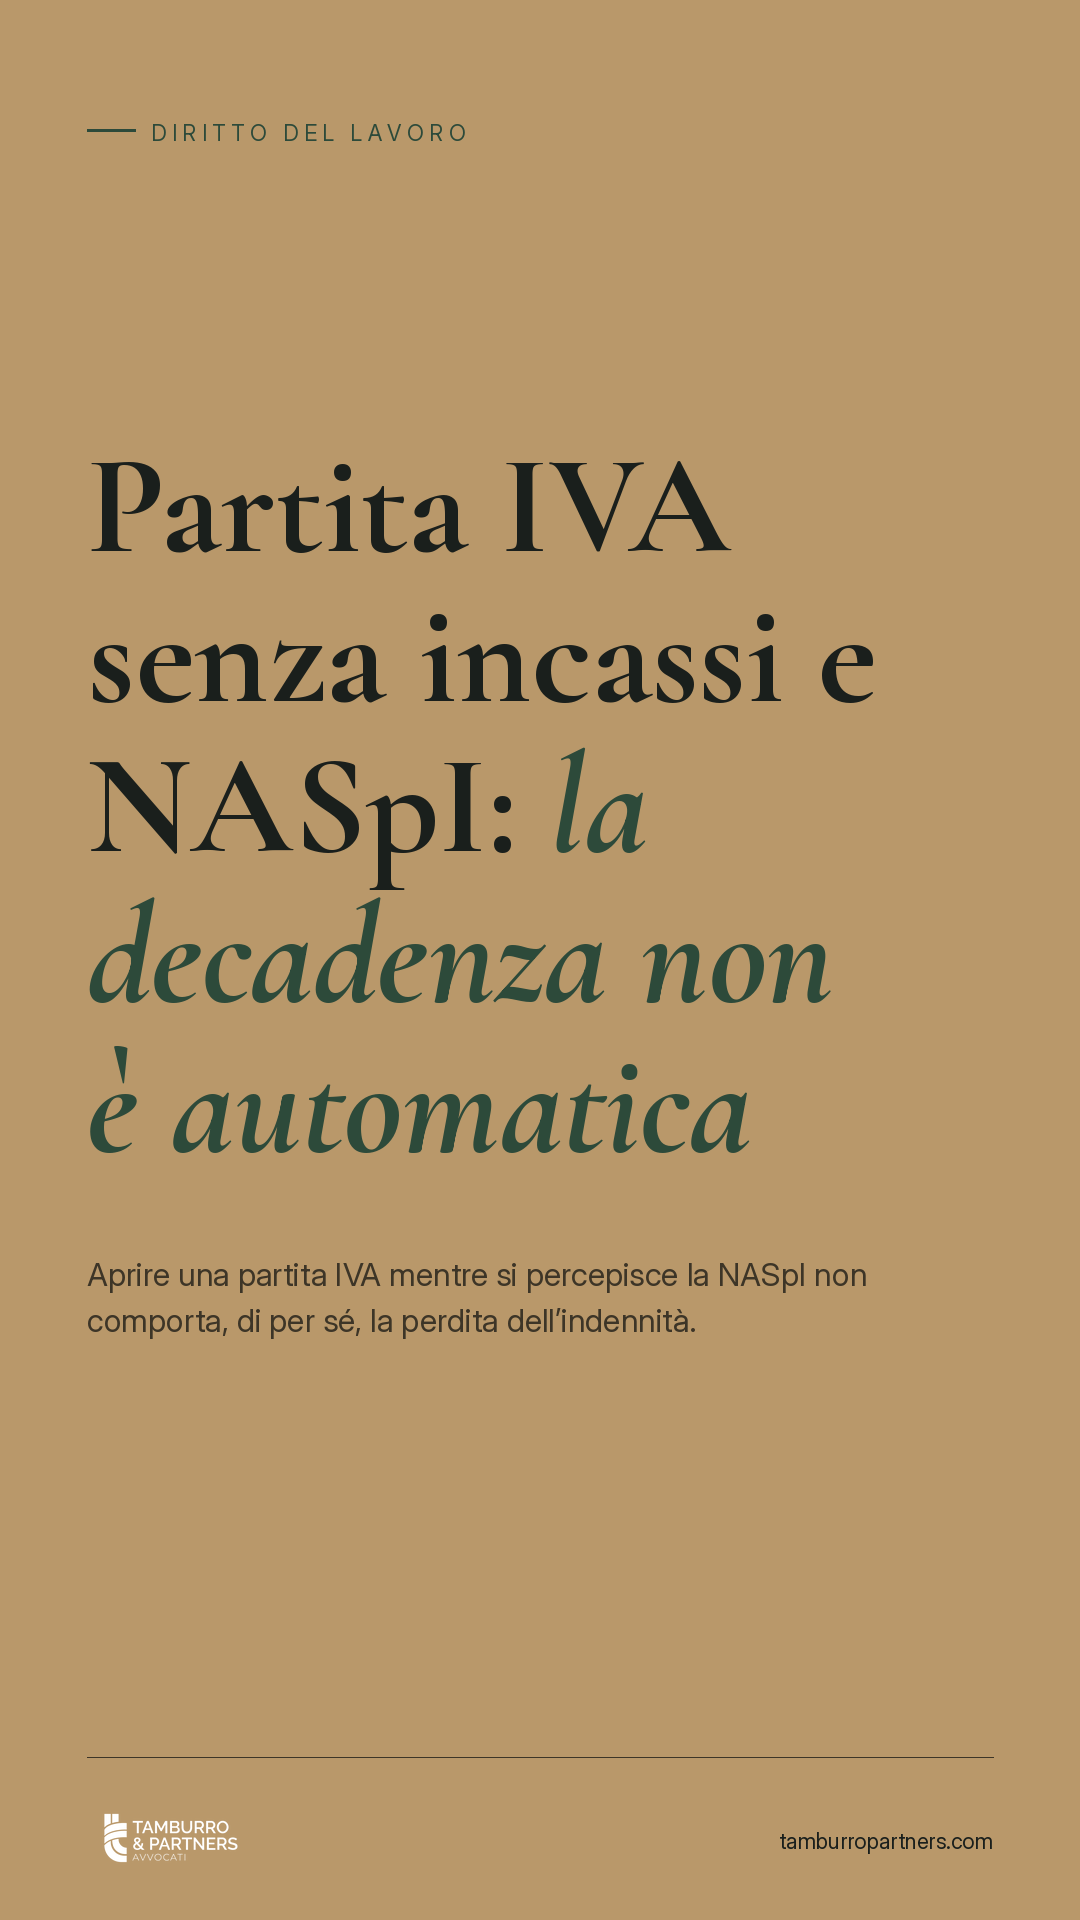 DIRITTO DEL LAVORO
Partita IVA
senza incassi e
NASpI: la
decadenza non
è automatica
Aprire una partita IVA mentre si percepisce la NASpI non
comporta, di per sé, la perdita dell’indennità.
TAMBURRO
& PARTNERS
AVVOCATI
tamburropartners.com